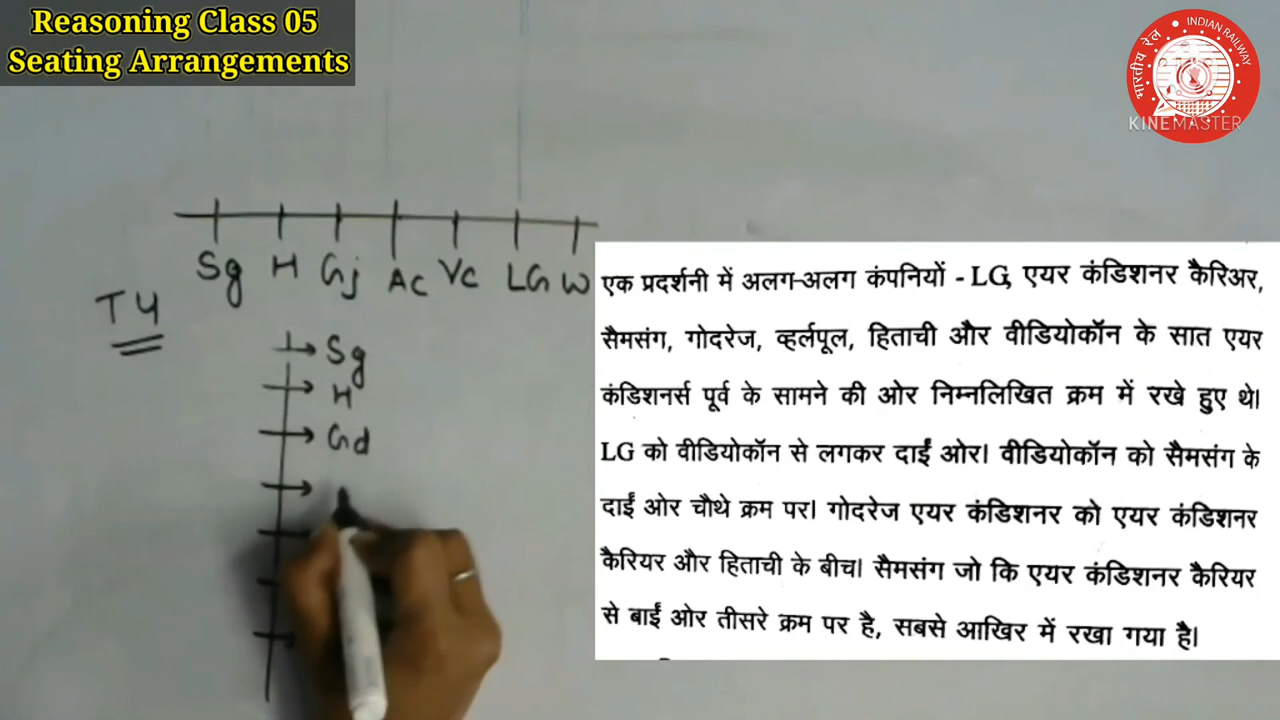 Reasoning Class 05
Seating Arrangements
भारतीय रेल INDIAN RAILWAY
KINEMASTER
Sg H Gj Ac Vc LG W
T4
Sg
H
Gd
एक प्रदर्शनी में अलग-अलग कंपनियों - LG, एयर कंडिशनर कैरिअर,
सैमसंग, गोदरेज, व्हर्लपूल, हिताची और वीडियोकॉन के सात एयर
कंडिशनर्स पूर्व के सामने की ओर निम्नलिखित क्रम में रखे हुए थे।
LG को वीडियोकॉन से लगकर दाईं ओर। वीडियोकॉन को सैमसंग के
दाईं ओर चौथे क्रम पर। गोदरेज एयर कंडिशनर को एयर कंडिशनर
कैरियर और हिताची के बीच। सैमसंग जो कि एयर कंडिशनर कैरियर
से बाईं ओर तीसरे क्रम पर है, सबसे आखिर में रखा गया है।